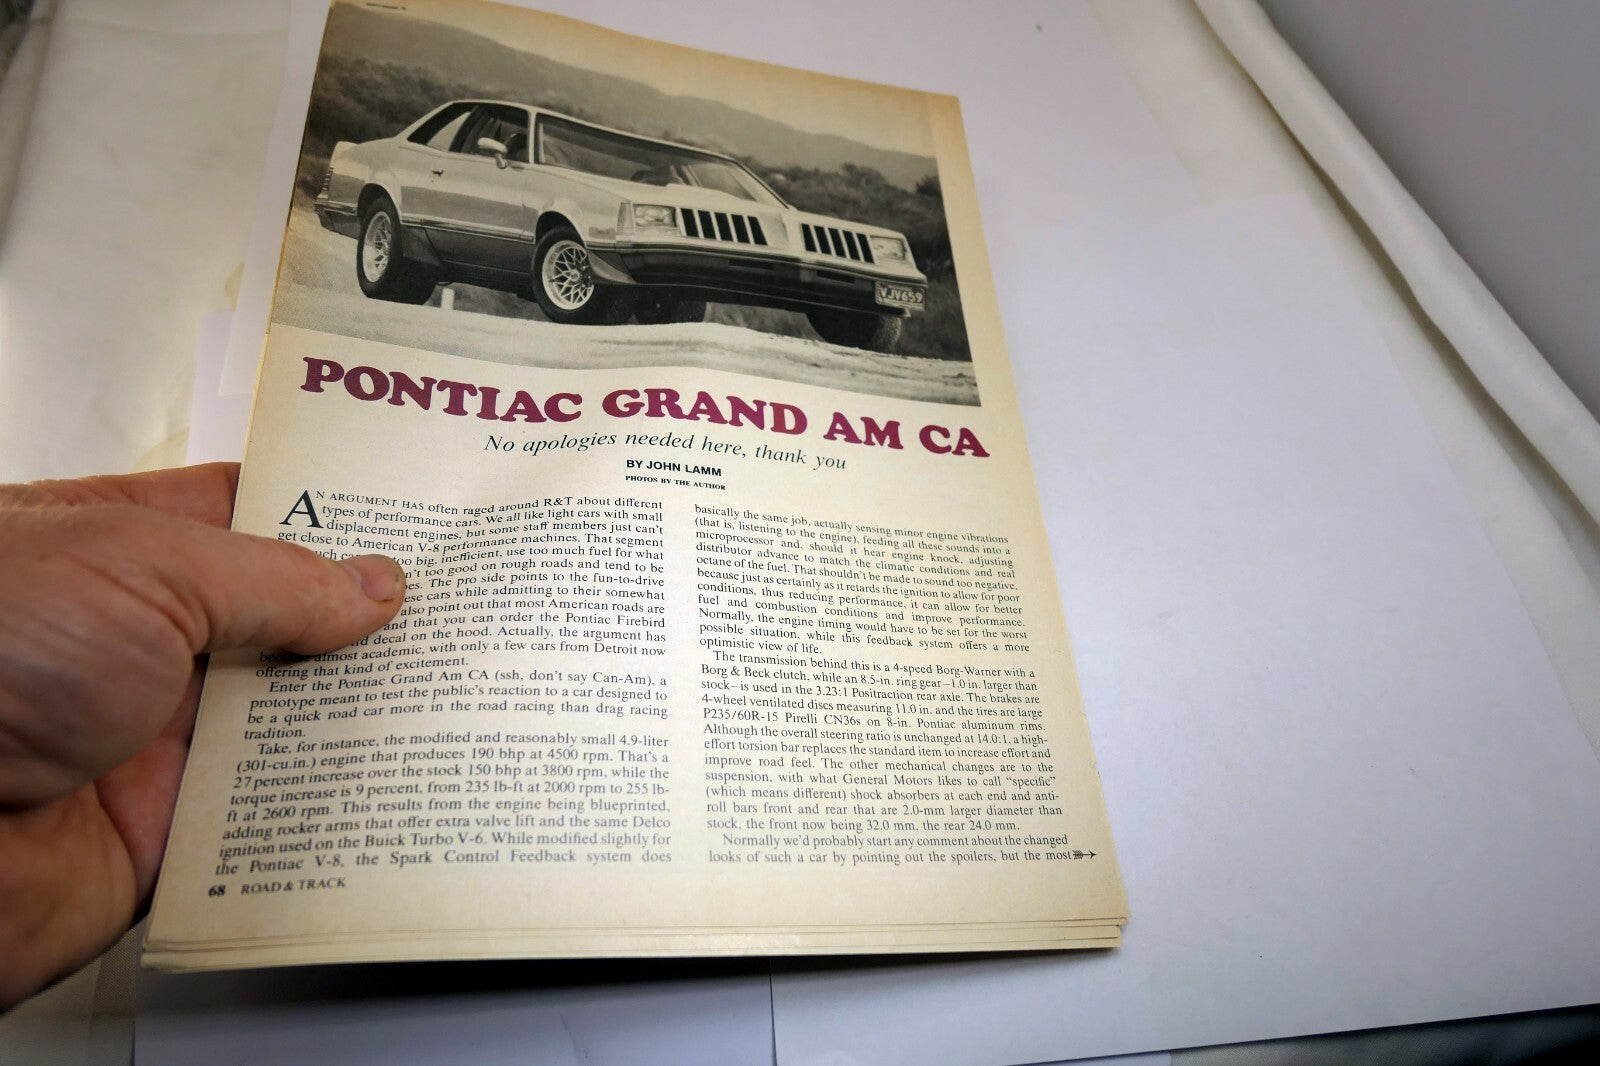 VJV659
PONTIAC GRAND AM CA
No apologies needed here, thank you
BY JOHN LAMM
PHOTOS BY THE AUTHOR
AN ARGUMENT HAS often raged around R&T about different
types of performance cars. We all like light cars with small
displacement engines, but some staff members just can't
get close to American V-8 performance machines. That segment
too big, inefficient, use too much fuel for what
too good on rough roads and tend to be
The pro side points to the fun-to-drive
these cars while admitting to their somewhat
also point out that most American roads are
and that you can order the Pontiac Firebird
decal on the hood. Actually, the argument has
almost academic, with only a few cars from Detroit now
offering that kind of excitement.
Enter the Pontiac Grand Am CA (ssh, don't say Can-Am), a
prototype meant to test the public's reaction to a car designed to
be a quick road car more in the road racing than drag racing
tradition.
Take, for instance, the modified and reasonably small 4.9-liter
(301-cu.in.) engine that produces 190 bhp at 4500 rpm. That's a
27 percent increase over the stock 150 bhp at 3800 rpm, while the
torque increase is 9 percent, from 235 lb-ft at 2000 rpm to 255 lb-
ft at 2600 rpm. This results from the engine being blueprinted,
adding rocker arms that offer extra valve lift and the same Delco
ignition used on the Buick Turbo V-6. While modified slightly for
the Pontiac V-8, the Spark Control Feedback system does
basically the same job, actually sensing minor engine vibrations
(that is, listening to the engine), feeding all these sounds into a
microprocessor and, should it hear engine knock, adjusting
distributor advance to match the climatic conditions and real
octane of the fuel. That shouldn't be made to sound too negative,
because just as certainly as it retards the ignition to allow for poor
conditions, thus reducing performance, it can allow for better
fuel and combustion conditions and improve performance.
Normally, the engine timing would have to be set for the worst
possible situation, while this feedback system offers a more
optimistic view of life.
The transmission behind this is a 4-speed Borg-Warner with a
Borg & Beck clutch, while an 8.5-in. ring gear—1.0 in. larger than
stock—is used in the 3.23:1 Positraction rear axle. The brakes are
4-wheel ventilated discs measuring 11.0 in. and the tires are large
P235/60R-15 Pirelli CN36s on 8-in. Pontiac aluminum rims.
Although the overall steering ratio is unchanged at 14.0:1, a high-
effort torsion bar replaces the standard item to increase effort and
improve road feel. The other mechanical changes are to the
suspension, with what General Motors likes to call "specific"
(which means different) shock absorbers at each end and anti-
roll bars front and rear that are 2.0-mm larger diameter than
stock, the front now being 32.0 mm, the rear 24.0 mm.
Normally we'd probably start any comment about the changed
looks of such a car by pointing out the spoilers, but the most
68 ROAD & TRACK